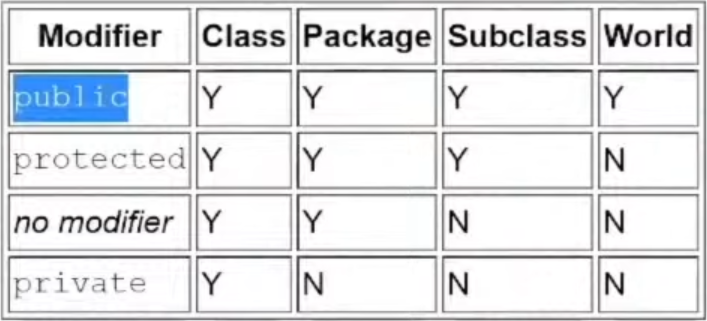 Modifier Class Package Subclass World
public Y Y Y Y
protected Y Y Y N
no modifier Y Y N N
private Y N N N